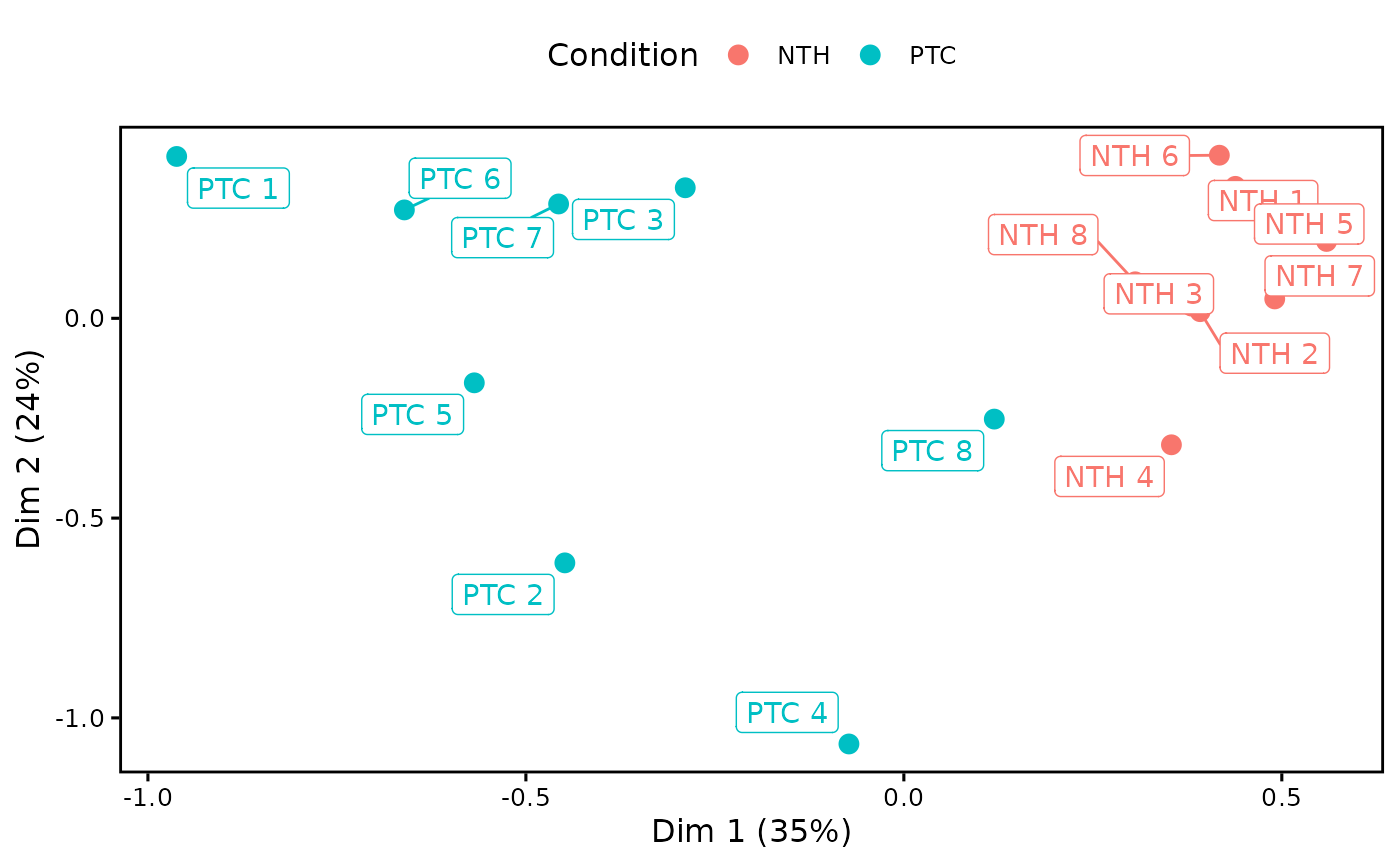 Condition NTH PTC
PTC 1
PTC 6
PTC 7
PTC 3
NTH 6
NTH 1
NTH 5
NTH 8
NTH 7
NTH 3
NTH 2
PTC 5
PTC 8
NTH 4
PTC 2
PTC 4
0.0
-0.5
-1.0
Dim 2 (24%)
-1.0 -0.5 0.0 0.5
Dim 1 (35%)